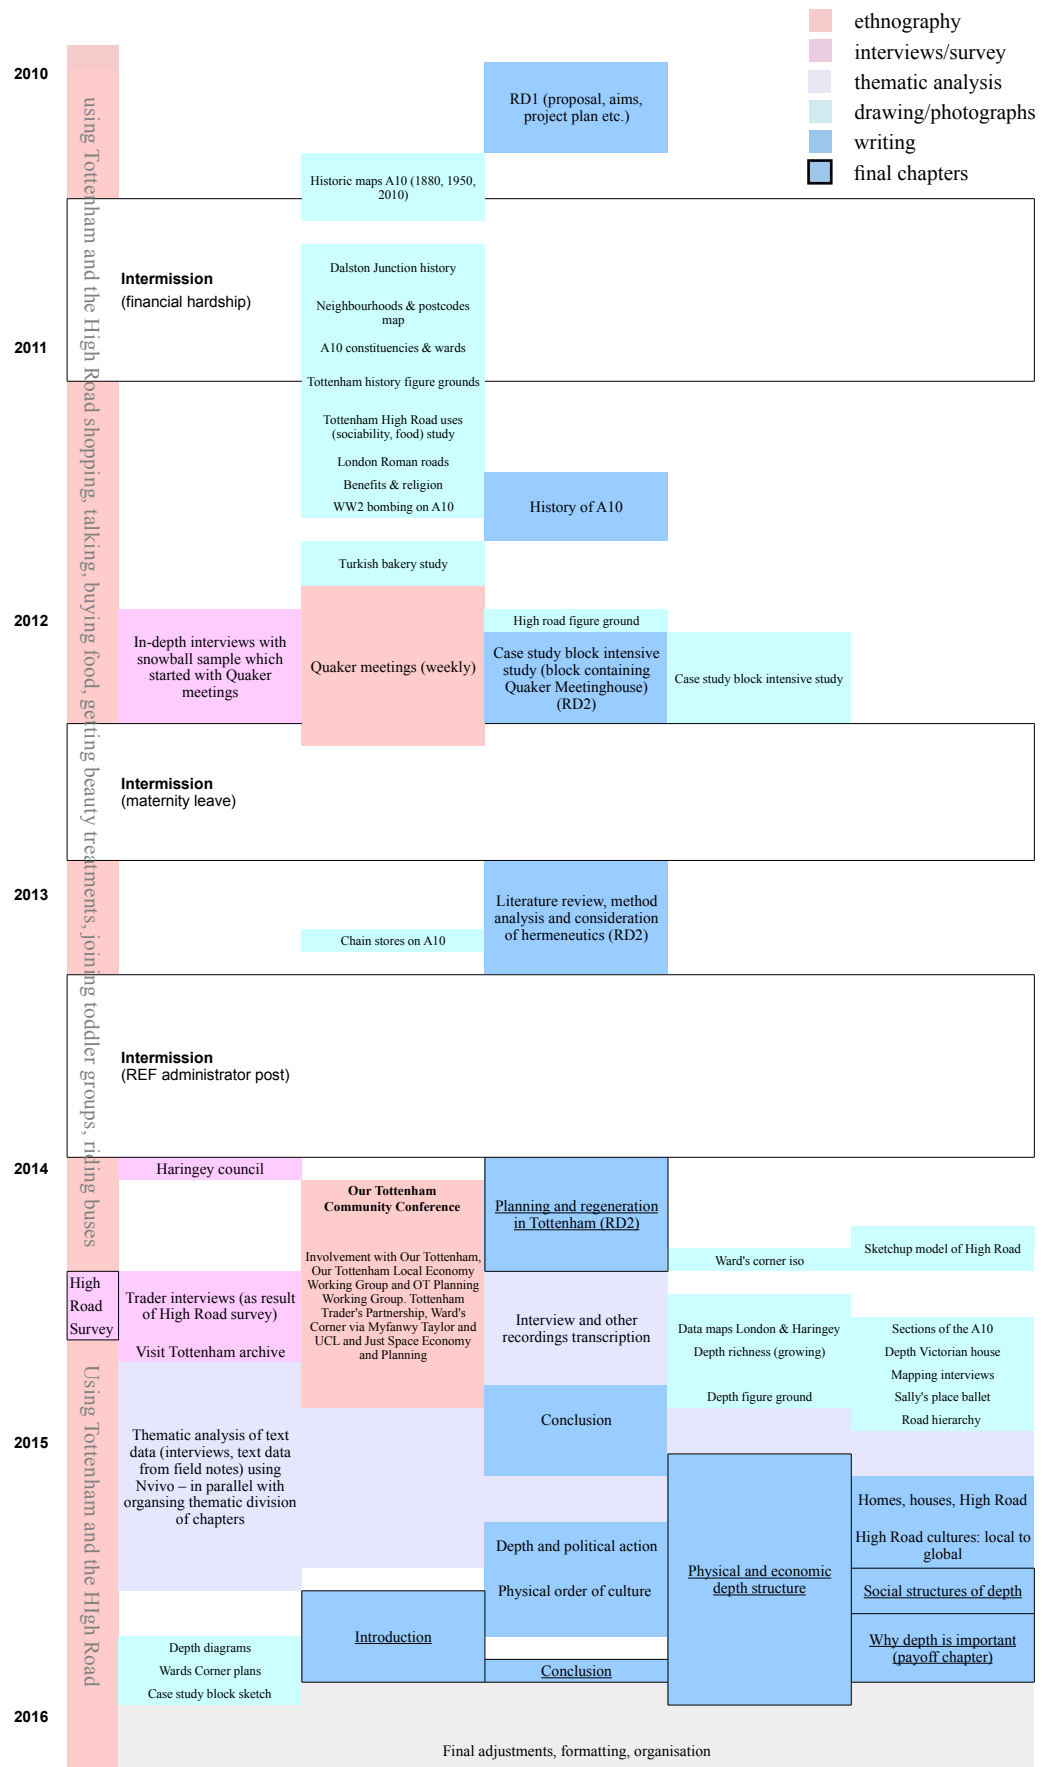 ethnography
interviews/survey
thematic analysis
drawing/photographs
writing
final chapters
2010
using Tottenham and the High Road shopping, talking, buying food, getting beauty treatments, joining toddler groups, riding buses
RD1 (proposal, aims,
project plan etc.)
Historic maps A10 (1880, 1950,
2010)
Intermission
(financial hardship)
Dalston Junction history
Neighbourhoods & postcodes
map
2011
A10 constituencies & wards
Tottenham history figure grounds
Tottenham High Road uses
(sociability, food) study
London Roman roads
Benefits & religion
WW2 bombing on A10
History of A10
Turkish bakery study
2012
In-depth interviews with
snowball sample which
started with Quaker
meetings
Quaker meetings (weekly)
High road figure ground
Case study block intensive
study (block containing
Quaker Meetinghouse)
(RD2)
Case study block intensive study
Intermission
(maternity leave)
2013
Literature review, method
analysis and consideration
of hermeneutics (RD2)
Chain stores on A10
Intermission
(REF administrator post)
2014
Haringey council
Our Tottenham
Community Conference
Involvement with Our Tottenham,
Our Tottenham Local Economy
Working Group and OT Planning
Working Group. Tottenham
Trader's Partnership, Ward's
Corner via Myfanwy Taylor and
UCL and Just Space Economy
and Planning
Planning and regeneration
in Tottenham (RD2)
Ward's corner iso
Sketchup model of High Road
High
Road
Survey
Trader interviews (as result
of High Road survey)
Visit Tottenham archive
Interview and other
recordings transcription
Data maps London & Haringey
Depth richness (growing)
Depth figure ground
Sections of the A10
Depth Victorian house
Mapping interviews
Sally's place ballet
Road hierarchy
Using Tottenham and the HIgh Road
2015
Thematic analysis of text
data (interviews, text data
from field notes) using
Nvivo – in parallel with
organsing thematic division
of chapters
Conclusion
Depth and political action
Physical order of culture
Physical and economic
depth structure
Homes, houses, High Road
High Road cultures: local to
global
Social structures of depth
Why depth is important
(payoff chapter)
Introduction
Conclusion
Depth diagrams
Wards Corner plans
Case study block sketch
2016
Final adjustments, formatting, organisation